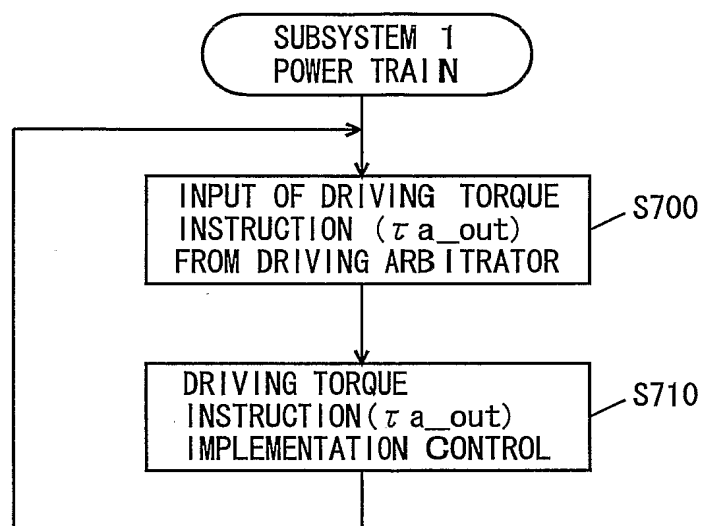 SUBSYSTEM 1
POWER TRAIN
INPUT OF DRIVING TORQUE
INSTRUCTION (τa_out)
FROM DRIVING ARBITRATOR
S700
DRIVING TORQUE
INSTRUCTION(τa_out)
IMPLEMENTATION CONTROL
S710